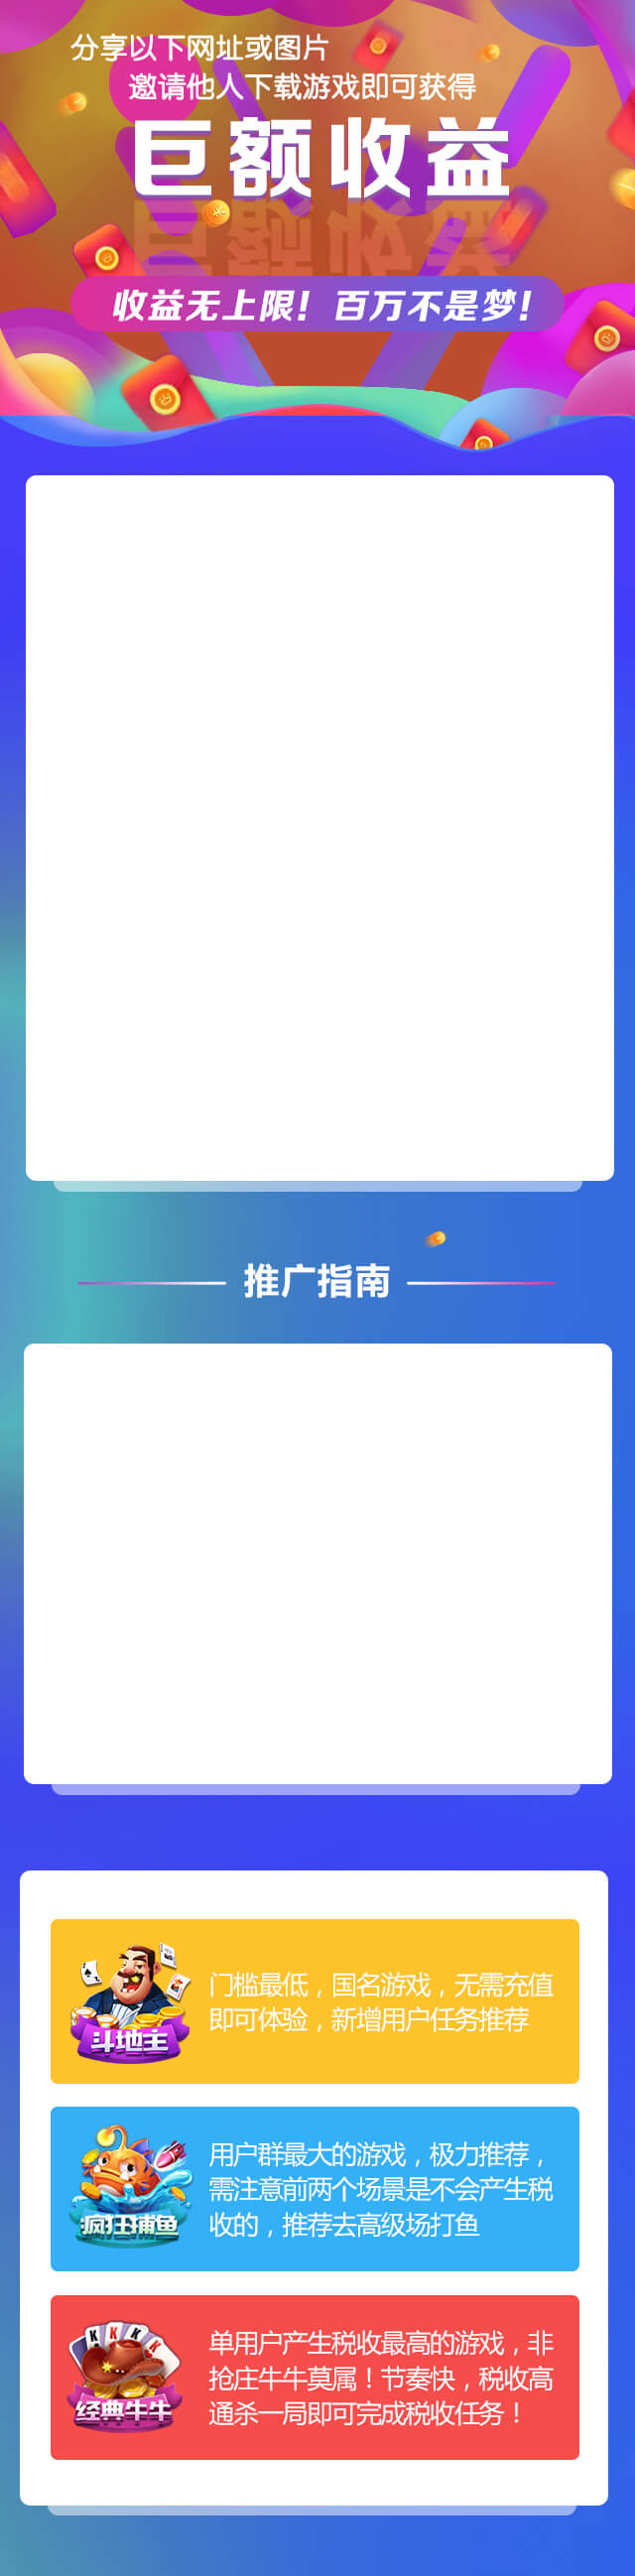 分享以下网址或图片
邀请他人下载游戏即可获得
巨额收益
收益无上限！百万不是梦！
推广指南
斗地主
门槛最低，国名游戏，无需充值
即可体验，新增用户任务推荐
疯狂捕鱼
用户群最大的游戏，极力推荐，
需注意前两个场景是不会产生税
收的，推荐去高级场打鱼
K K K K
经典牛牛
单用户产生税收最高的游戏，非
抢庄牛牛莫属！节奏快，税收高
通杀一局即可完成税收任务！